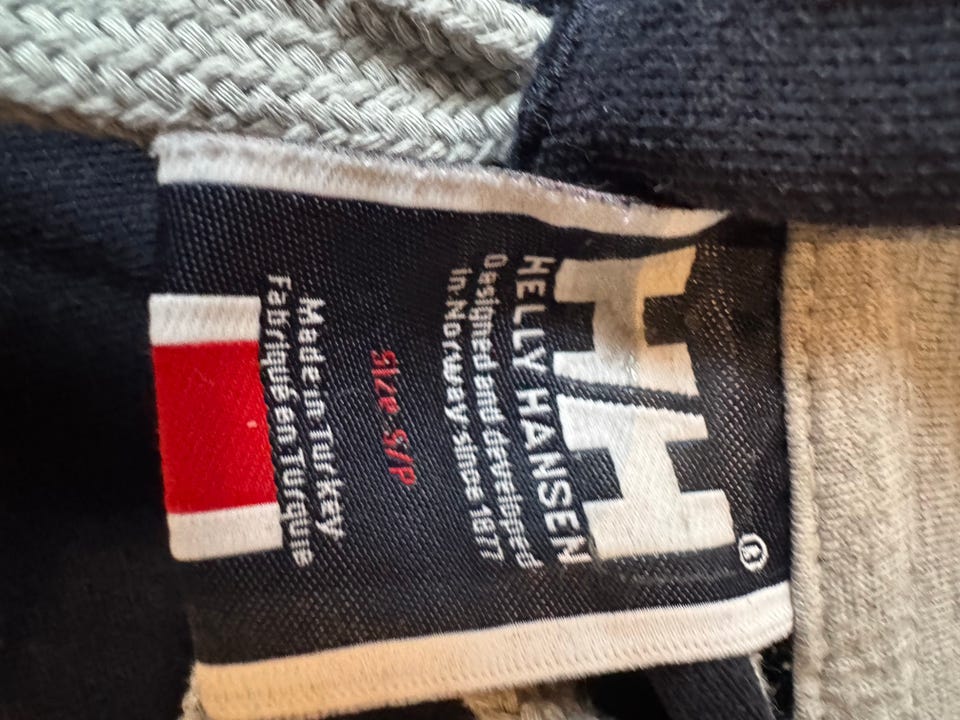 HH®
HELLY HANSEN
Designed and developed
in Norway since 1877
Size S/P
Made in Turkey
Fabriqué en Turquie